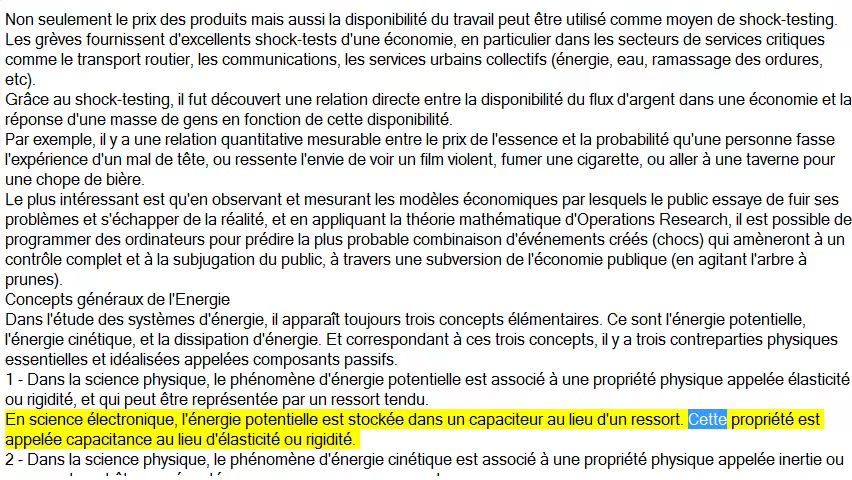 Non seulement le prix des produits mais aussi la disponibilité du travail peut être utilisé comme moyen de shock-testing.
Les grèves fournissent d'excellents shock-tests d'une économie, en particulier dans les secteurs de services critiques
comme le transport routier, les communications, les services urbains collectifs (énergie, eau, ramassage des ordures,
etc).
Grâce au shock-testing, il fut découvert une relation directe entre la disponibilité du flux d'argent dans une économie et la
réponse d'une masse de gens en fonction de cette disponibilité.
Par exemple, il y a une relation quantitative mesurable entre le prix de l'essence et la probabilité qu'une personne fasse
l'expérience d'un mal de tête, ou ressente l'envie de voir un film violent, fumer une cigarette, ou aller à une taverne pour
une chope de bière.
Le plus intéressant est qu'en observant et mesurant les modèles économiques par lesquels le public essaye de fuir ses
problèmes et s'échapper de la réalité, et en appliquant la théorie mathématique d'Operations Research, il est possible de
programmer des ordinateurs pour prédire la plus probable combinaison d'événements créés (chocs) qui amèneront à un
contrôle complet et à la subjugation du public, à travers une subversion de l'économie publique (en agitant l'arbre à
prunes).
Concepts généraux de l'Energie
Dans l'étude des systèmes d'énergie, il apparaît toujours trois concepts élémentaires. Ce sont l'énergie potentielle,
l'énergie cinétique, et la dissipation d'énergie. Et correspondant à ces trois concepts, il y a trois contreparties physiques
essentielles et idéalisées appelées composants passifs.
1 - Dans la science physique, le phénomène d'énergie potentielle est associé à une propriété physique appelée élasticité
ou rigidité, et qui peut être représentée par un ressort tendu.
En science électronique, l'énergie potentielle est stockée dans un capaciteur au lieu d'un ressort. Cette propriété est
appelée capacitance au lieu d'élasticité ou rigidité.
2 - Dans la science physique, le phénomène d'énergie cinétique est associé à une propriété physique appelée inertie ou